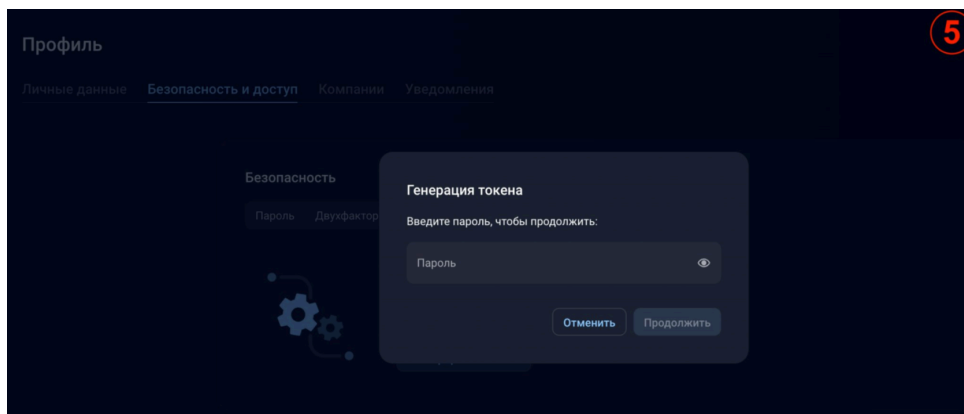 5
Профиль
Личные данные Безопасность и доступ Компании Уведомления
Безопасность
Пароль Двухфактор
Генерация токена
Введите пароль, чтобы продолжить:
Пароль
Отменить Продолжить